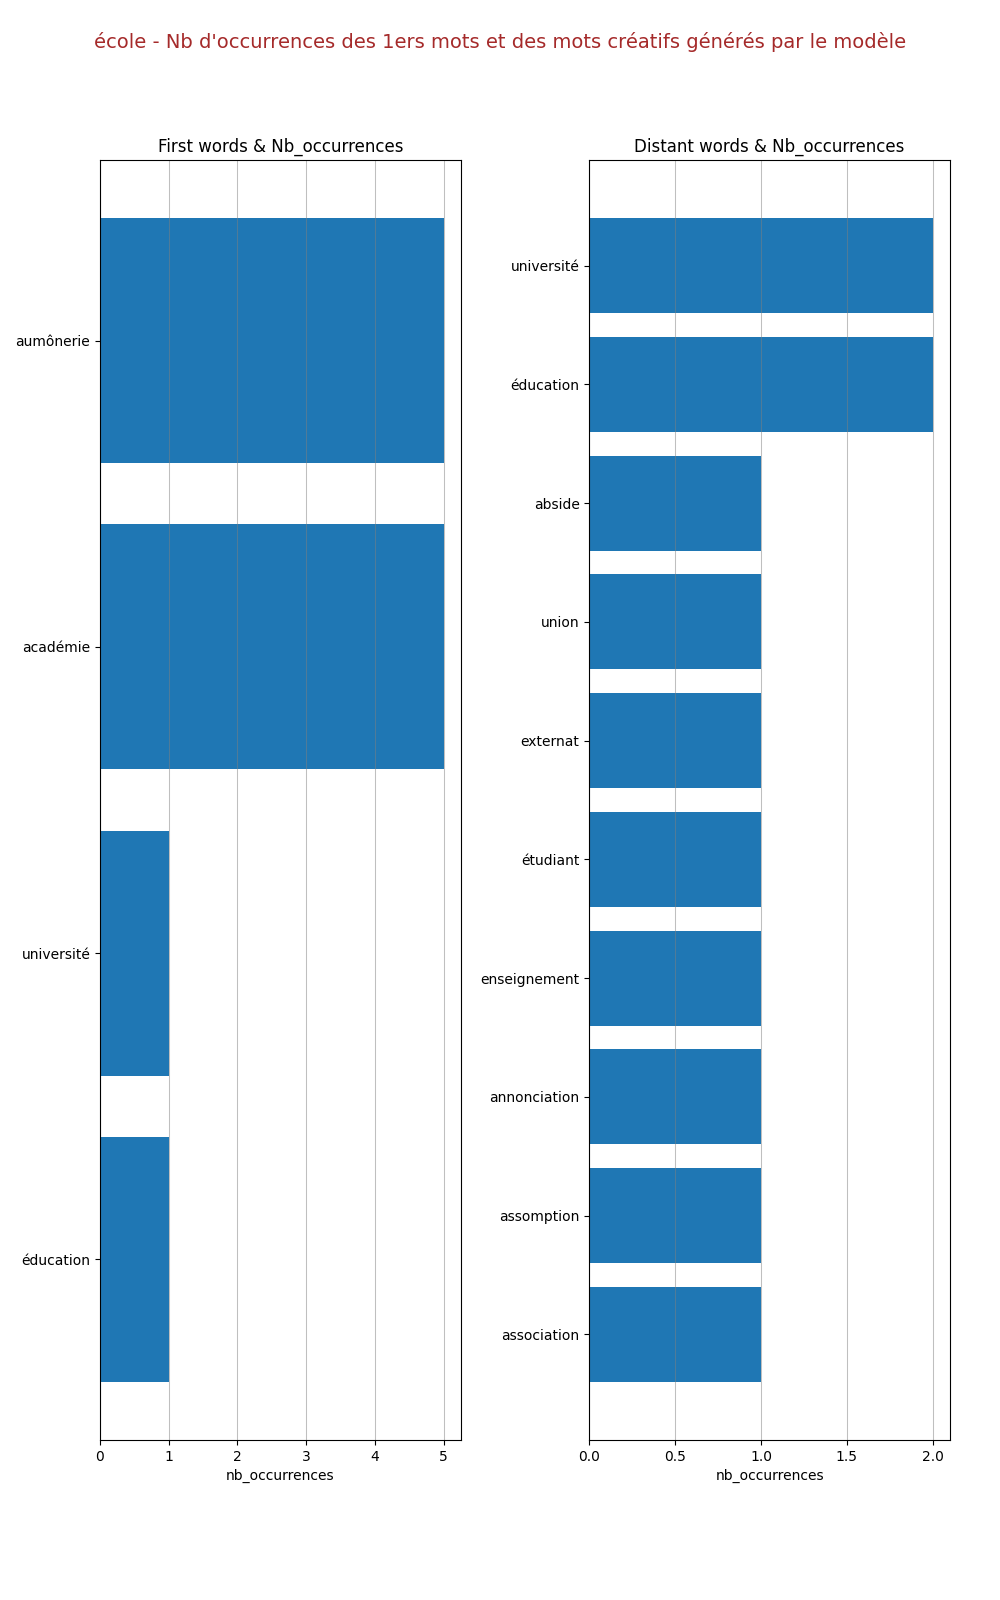 école - Nb d'occurrences des 1ers mots et des mots créatifs générés par le modèle
First words & Nb_occurrences
aumônerie
académie
université
éducation
0 1 2 3 4 5
nb_occurrences
Distant words & Nb_occurrences
université
éducation
abside
union
externat
étudiant
enseignement
annonciation
assomption
association
0.0 0.5 1.0 1.5 2.0
nb_occurrences